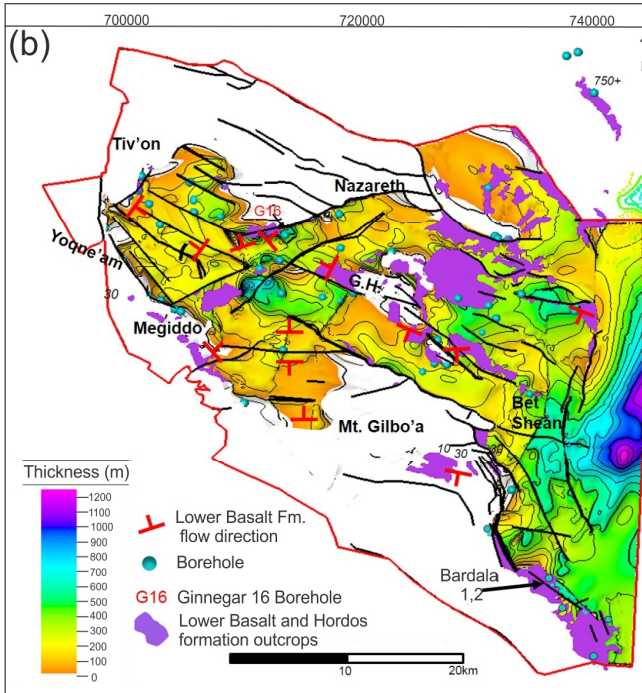 700000 720000 740000
(b)
750+
Tiv'on
Nazareth
G16
Yoqne'am
G.H.
30
Megiddo
Bet
Shean
Mt. Gilbo'a
10 30 30
Thickness (m)
1200
1100
1000
900
800
700
600
500
400
300
200
100
0
Lower Basalt Fm.
flow direction
Borehole
G16 Ginnegar 16 Borehole
Lower Basalt and Hordos
formation outcrops
Bardala
1,2
10 20km